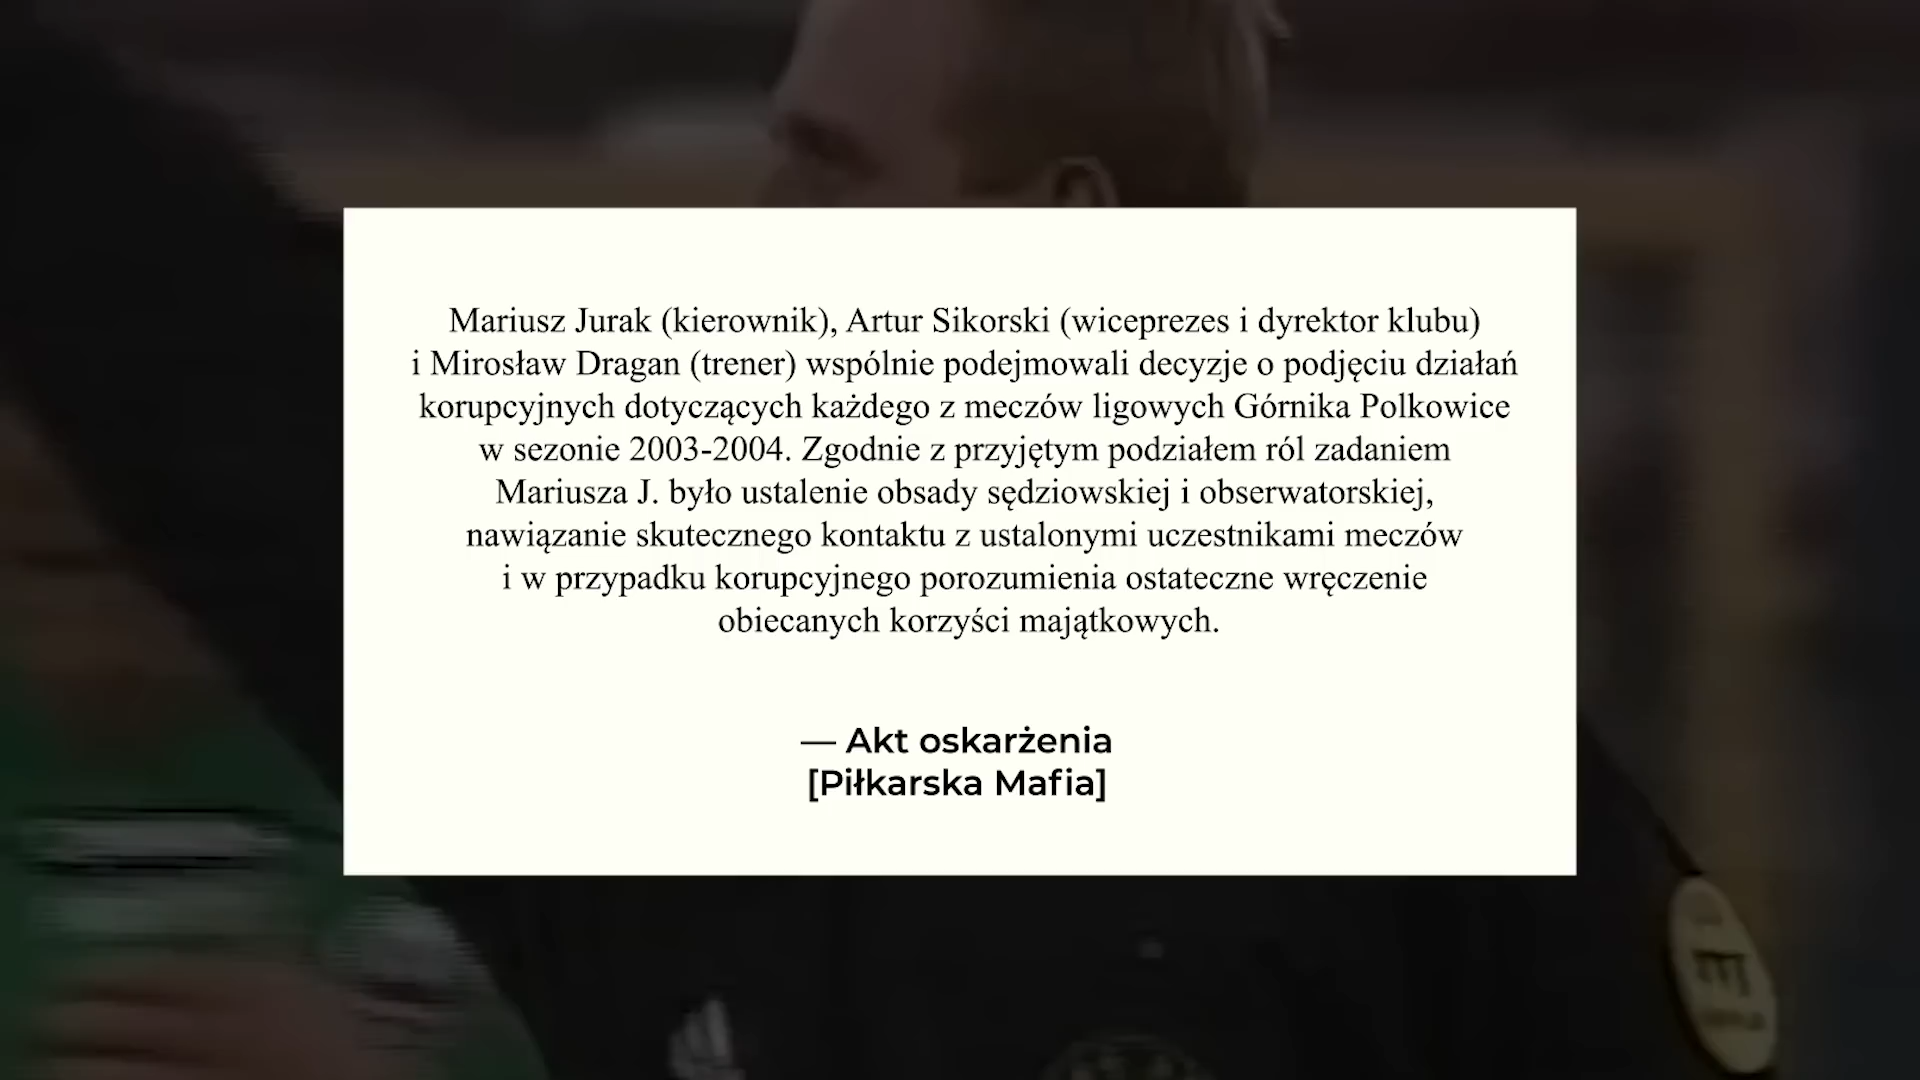 Mariusz Jurak (kierownik), Artur Sikorski (wiceprezes i dyrektor klubu)
i Mirosław Dragan (trener) wspólnie podejmowali decyzje o podjęciu działań
korupcyjnych dotyczących każdego z meczów ligowych Górnika Polkowice
w sezonie 2003-2004. Zgodnie z przyjętym podziałem ról zadaniem
Mariusza J. było ustalenie obsady sędziowskiej i obserwatorskiej,
nawiązanie skutecznego kontaktu z ustalonymi uczestnikami meczów
i w przypadku korupcyjnego porozumienia ostateczne wręczenie
obiecanych korzyści majątkowych.
— Akt oskarżenia
[Piłkarska Mafia]